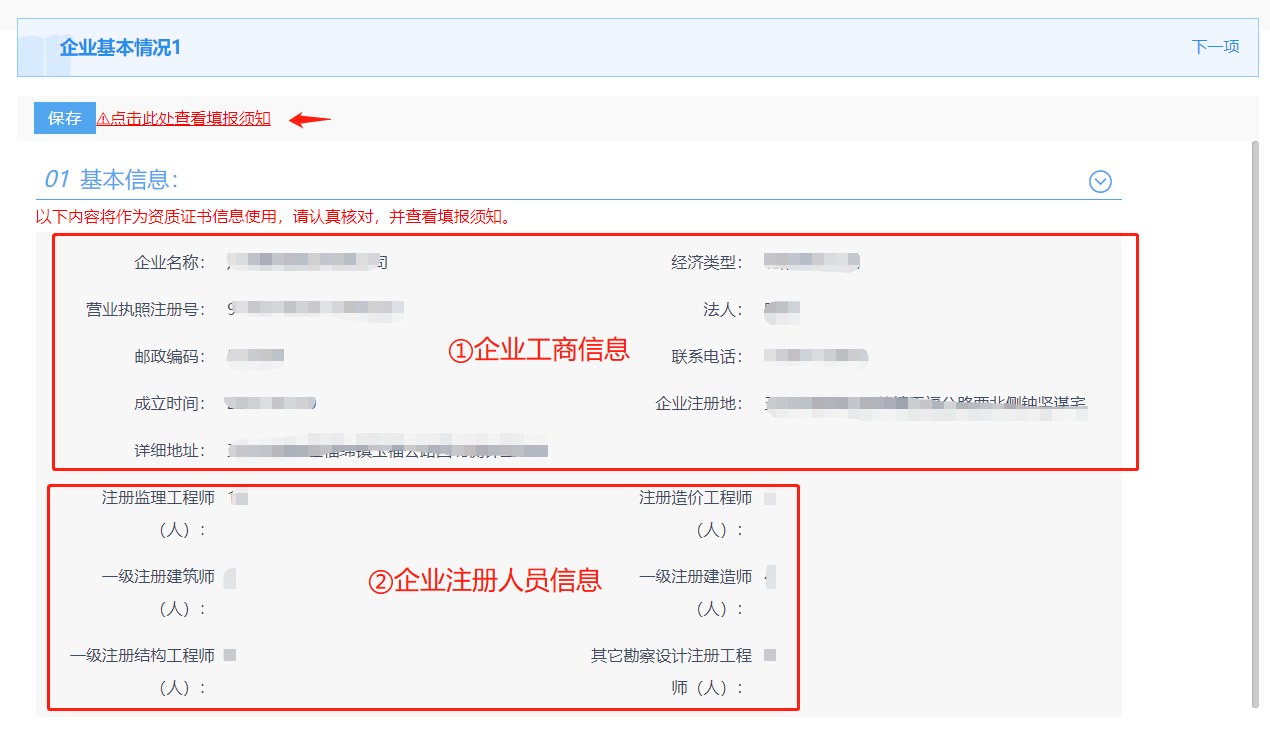 企业基本情况1
下一项
保存
⚠点击此处查看填报须知
01 基本信息：
以下内容将作为资质证书信息使用，请认真核对，并查看填报须知。
企业名称： 司 经济类型：
营业执照注册号： 9 法人：
①企业工商信息
邮政编码： 联系电话：
成立时间： 企业注册地：
详细地址：
注册监理工程师（人）： 注册造价工程师（人）：
②企业注册人员信息
一级注册建筑师（人）： 一级注册建造师（人）：
一级注册结构工程师（人）： 其它勘察设计注册工程师（人）：